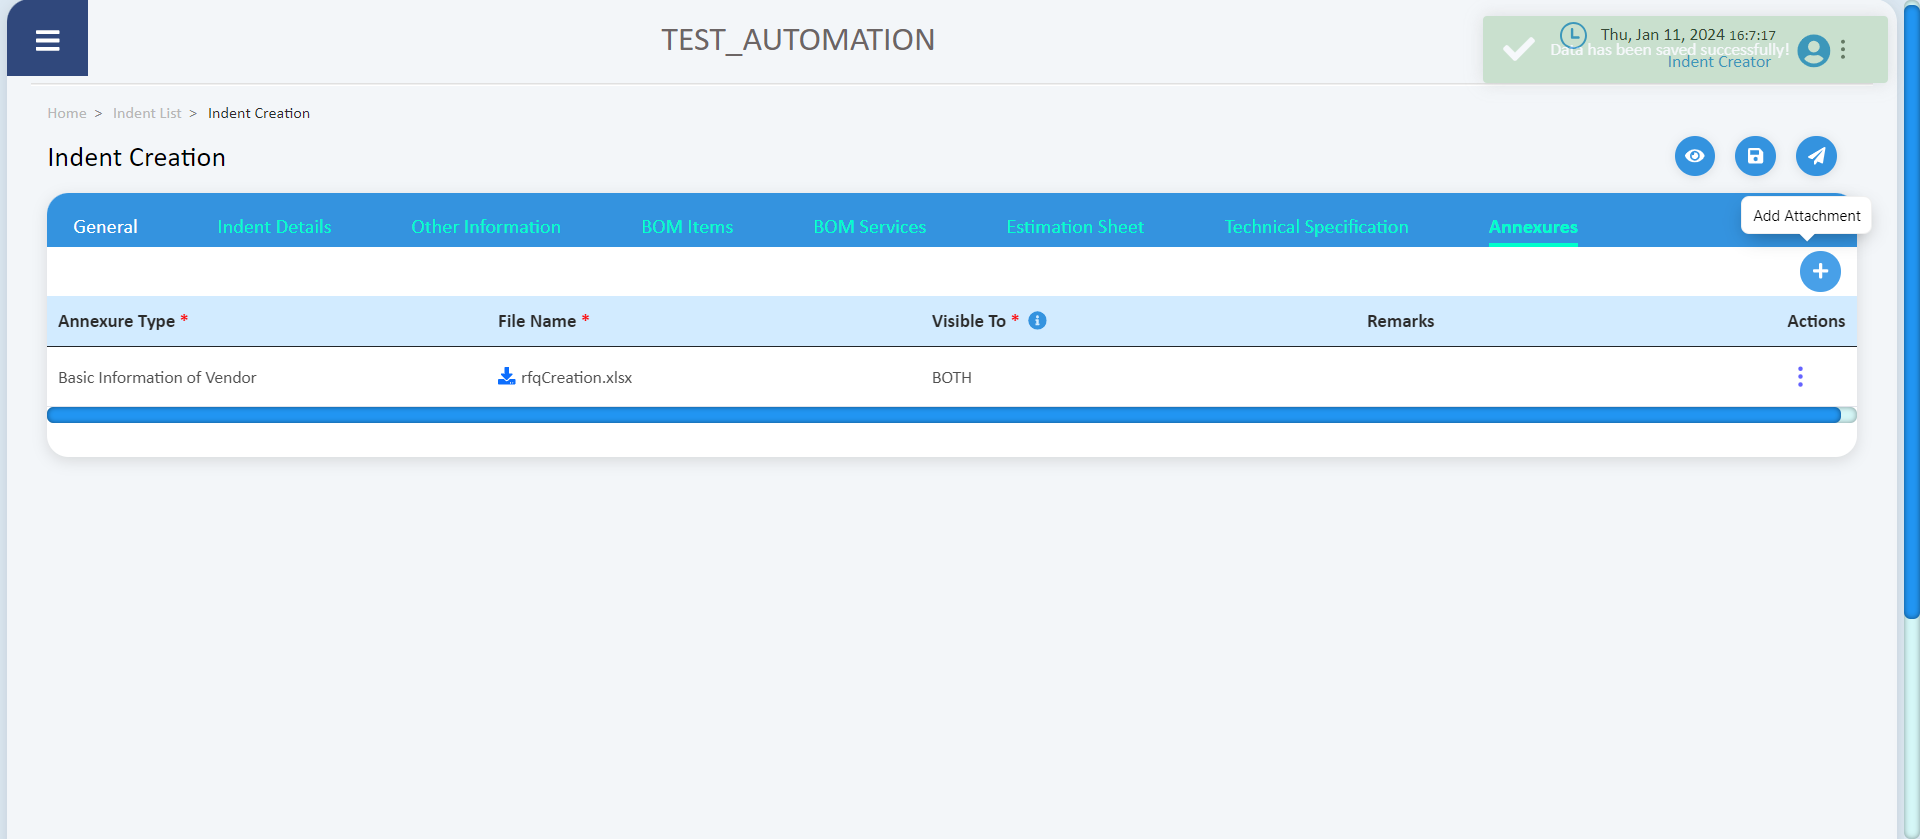 TEST_AUTOMATION
Thu, Jan 11, 2024 16:7:17
Data has been saved successfully!
Indent Creator
Home > Indent List > Indent Creation
Indent Creation
General Indent Details Other Information BOM Items BOM Services Estimation Sheet Technical Specification Annexures
Add Attachment
Annexure Type * File Name * Visible To * Remarks Actions
Basic Information of Vendor rfqCreation.xlsx BOTH